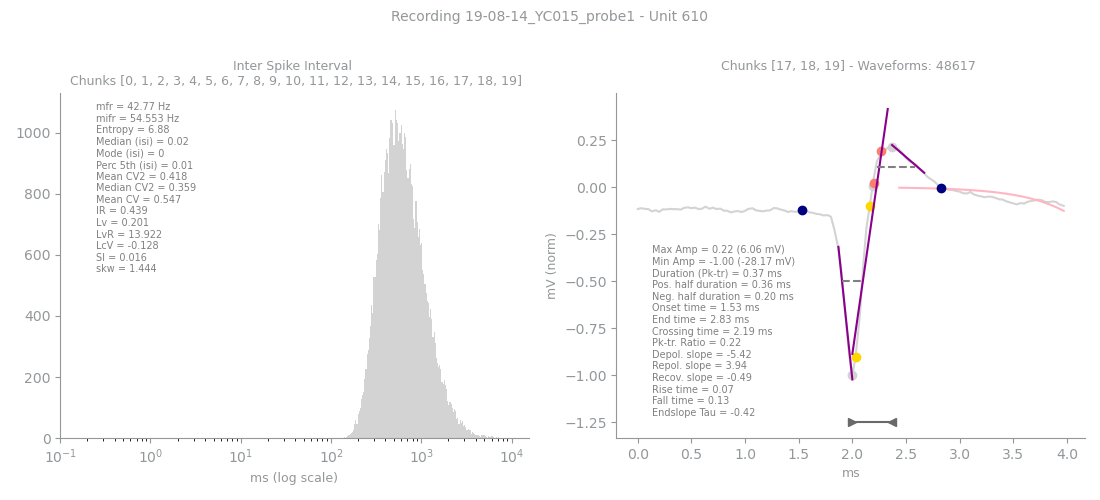 Recording 19-08-14_YC015_probe1 - Unit 610
Inter Spike Interval
Chunks [0, 1, 2, 3, 4, 5, 6, 7, 8, 9, 10, 11, 12, 13, 14, 15, 16, 17, 18, 19]
mfr = 42.77 Hz
mifr = 54.553 Hz
Entropy = 6.88
Median (isi) = 0.02
Mode (isi) = 0
Perc 5th (isi) = 0.01
Mean CV2 = 0.418
Median CV2 = 0.359
Mean CV = 0.547
IR = 0.439
Lv = 0.201
LvR = 13.922
LcV = -0.128
SI = 0.016
skw = 1.444
1000
800
600
400
200
0
10⁻¹ 10⁰ 10¹ 10² 10³ 10⁴
ms (log scale)
Chunks [17, 18, 19] - Waveforms: 48617
mV (norm)
0.25
0.00
−0.25
−0.50
−0.75
−1.00
−1.25
Max Amp = 0.22 (6.06 mV)
Min Amp = -1.00 (-28.17 mV)
Duration (Pk-tr) = 0.37 ms
Pos. half duration = 0.36 ms
Neg. half duration = 0.20 ms
Onset time = 1.53 ms
End time = 2.83 ms
Crossing time = 2.19 ms
Pk-tr. Ratio = 0.22
Depol. slope = -5.42
Repol. slope = 3.94
Recov. slope = -0.49
Rise time = 0.07
Fall time = 0.13
Endslope Tau = -0.42
0.0 0.5 1.0 1.5 2.0 2.5 3.0 3.5 4.0
ms